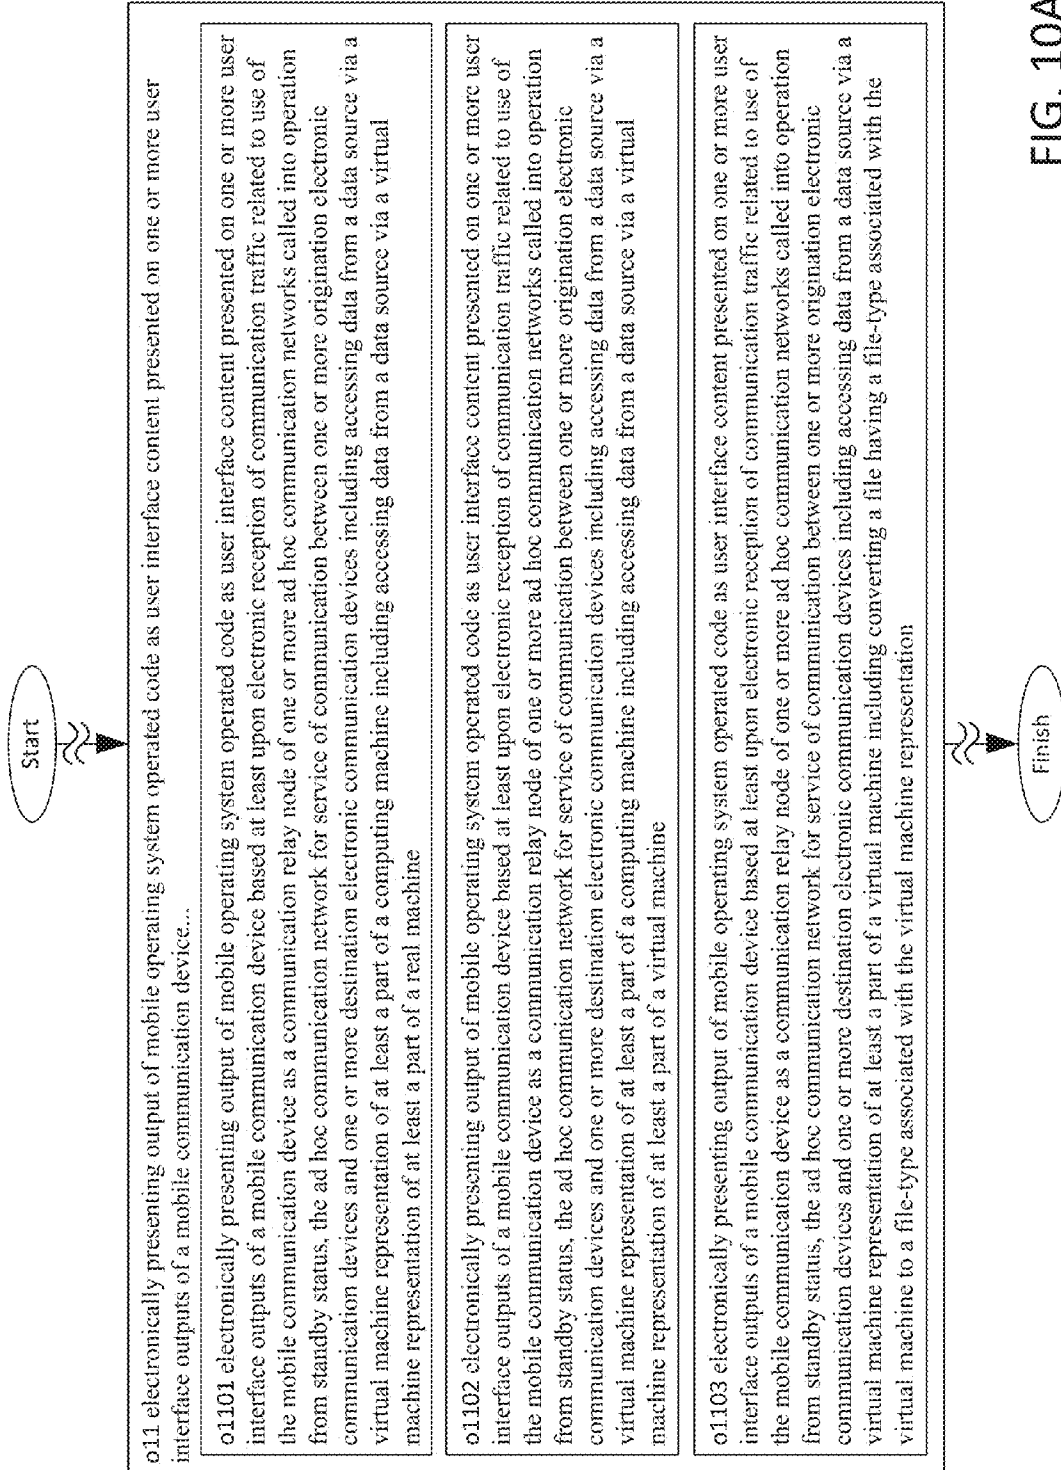 Start
o11 electronically presenting output of mobile operating system operated code as user interface content presented on one or more user
interface outputs of a mobile communication device...
o1101 electronically presenting output of mobile operating system operated code as user interface content presented on one or more user
interface outputs of a mobile communication device based at least upon electronic reception of communication traffic related to use of
the mobile communication device as a communication relay node of one or more ad hoc communication networks called into operation
from standby status, the ad hoc communication network for service of communication between one or more origination electronic
communication devices and one or more destination electronic communication devices including accessing data from a data source via a
virtual machine representation of at least a part of a computing machine including accessing data from a data source via a virtual
machine representation of at least a part of a real machine
o1102 electronically presenting output of mobile operating system operated code as user interface content presented on one or more user
interface outputs of a mobile communication device based at least upon electronic reception of communication traffic related to use of
the mobile communication device as a communication relay node of one or more ad hoc communication networks called into operation
from standby status, the ad hoc communication network for service of communication between one or more origination electronic
communication devices and one or more destination electronic communication devices including accessing data from a data source via a
virtual machine representation of at least a part of a computing machine including accessing data from a data source via a virtual
machine representation of at least a part of a virtual machine
o1103 electronically presenting output of mobile operating system operated code as user interface content presented on one or more user
interface outputs of a mobile communication device based at least upon electronic reception of communication traffic related to use of
the mobile communication device as a communication relay node of one or more ad hoc communication networks called into operation
from standby status, the ad hoc communication network for service of communication between one or more origination electronic
communication devices and one or more destination electronic communication devices including accessing data from a data source via a
virtual machine representation of at least a part of a virtual machine including converting a file having a file-type associated with the
virtual machine to a file-type associated with the virtual machine representation
Finish
FIG. 10A